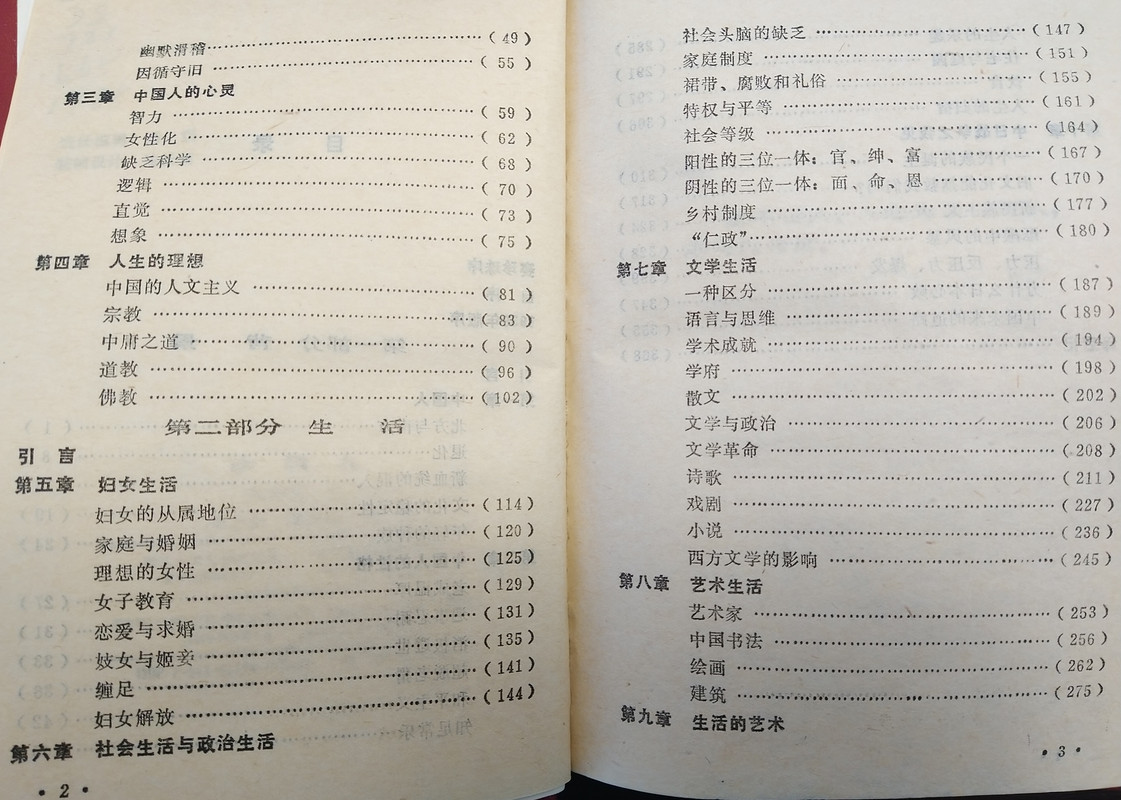 幽默滑稽……………………………（49）
因循守旧……………………………（55）
第三章 中国人的心灵
智力……………………………（59）
女性化……………………………（62）
缺乏科学……………………………（68）
逻辑……………………………（70）
直觉……………………………（73）
想象……………………………（75）
第四章 人生的理想
中国的人文主义……………………………（81）
宗教……………………………（83）
中庸之道……………………………（90）
道教……………………………（96）
佛教……………………………（102）
第二部分 生 活
引 言
第五章 妇女生活
妇女的从属地位……………………………（114）
家庭与婚姻……………………………（120）
理想的女性……………………………（125）
女子教育……………………………（129）
恋爱与求婚……………………………（131）
妓女与姬妾……………………………（135）
缠足……………………………（141）
妇女解放……………………………（144）
第六章 社会生活与政治生活
• 2 •
社会头脑的缺乏……………………………（147）
家庭制度……………………………（151）
裙带、腐败和礼俗……………………………（155）
特权与平等……………………………（161）
社会等级……………………………（164）
阳性的三位一体：官、绅、富……………………………（167）
阴性的三位一体：面、命、恩……………………………（170）
乡村制度……………………………（177）
“仁政”……………………………（180）
第七章 文学生活
一种区分……………………………（187）
语言与思维……………………………（189）
学术成就……………………………（194）
学府……………………………（198）
散文……………………………（202）
文学与政治……………………………（206）
文学革命……………………………（208）
诗歌……………………………（211）
戏剧……………………………（227）
小说……………………………（236）
西方文学的影响……………………………（245）
第八章 艺术生活
艺术家……………………………（253）
中国书法……………………………（256）
绘画……………………………（262）
建筑……………………………（275）
第九章 生活的艺术
• 3 •